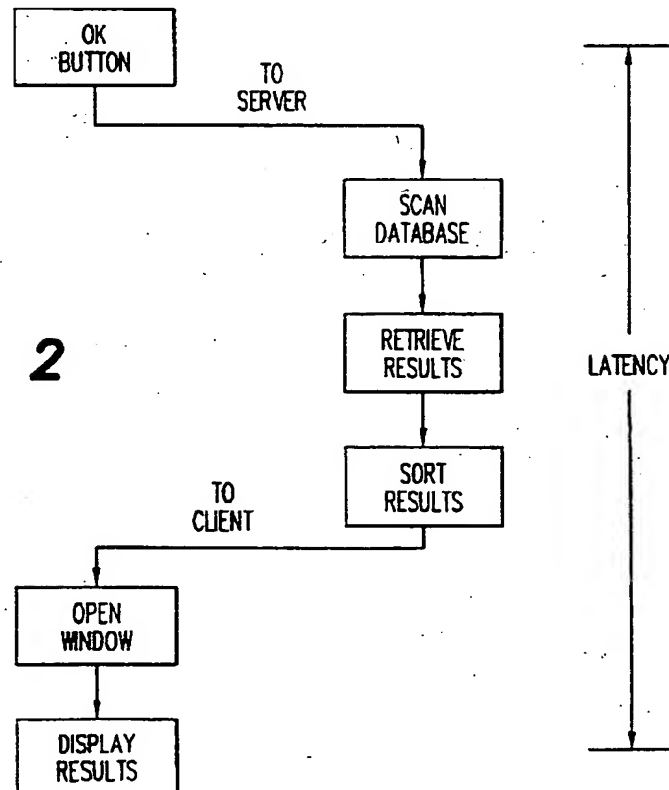 OK
BUTTON
TO
SERVER
SCAN
DATABASE
2
RETRIEVE
RESULTS
LATENCY
SORT
RESULTS
TO
CLIENT
OPEN
WINDOW
DISPLAY
RESULTS